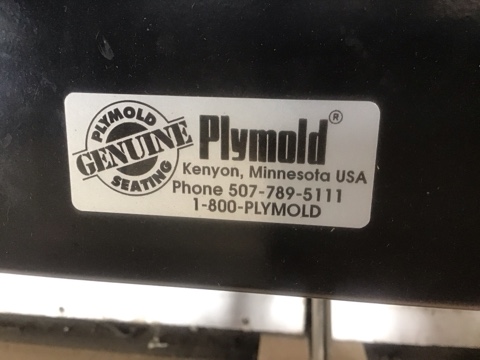 PLYMOLD
GENUINE
SEATING
Plymold®
Kenyon, Minnesota USA
Phone 507-789-5111
1-800-PLYMOLD